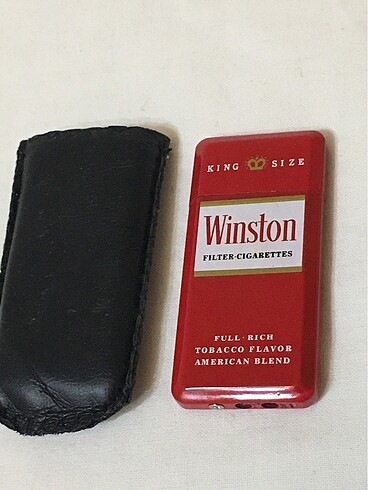 KING SIZE
Winston
FILTER-CIGARETTES
FULL-RICH
TOBACCO FLAVOR
AMERICAN BLEND